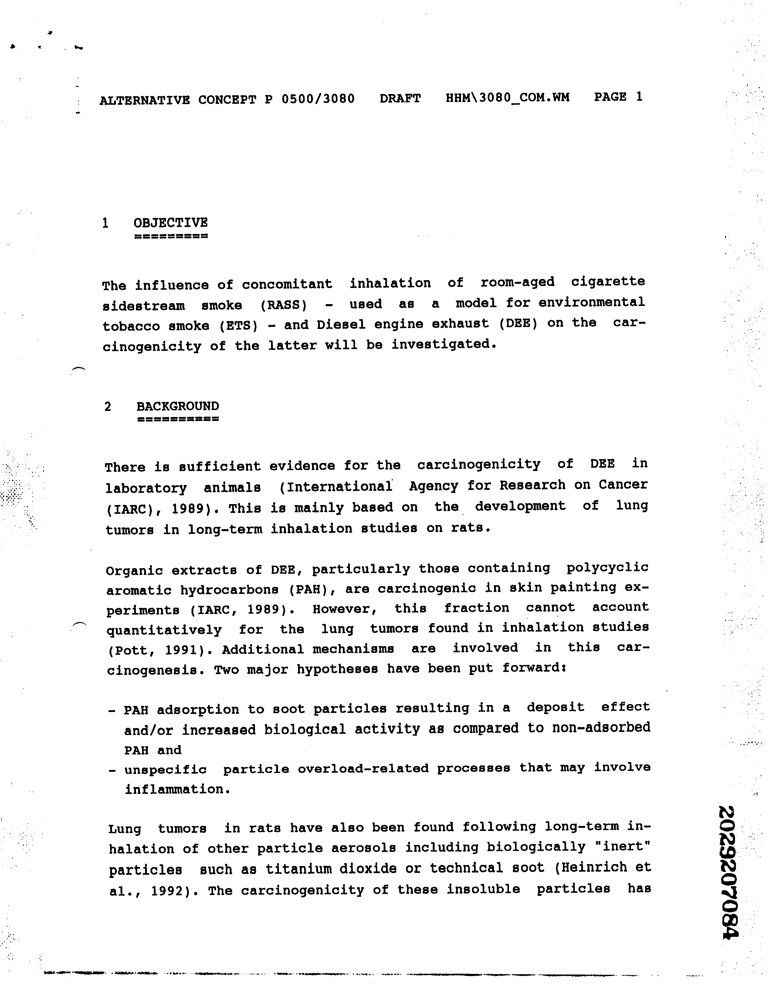 ALTERNATIVE CONCEPT P 0500/3080 DRAFT HHM\3080_COM.WM PAGE 1
1 OBJECTIVE
=========
The influence of concomitant inhalation of room-aged cigarette
sidestream smoke (RASS) - used as a model for environmental
tobacco smoke (ETS) - and Diesel engine exhaust (DEE) on the car-
cinogenicity of the latter will be investigated.
2 BACKGROUND
==========
There is sufficient evidence for the carcinogenicity of DEE in
laboratory animals (International Agency for Research on Cancer
(IARC), 1989). This is mainly based on the development of lung
tumors in long-term inhalation studies on rats.
Organic extracts of DEE, particularly those containing polycyclic
aromatic hydrocarbons (PAH), are carcinogenic in skin painting ex-
periments (IARC, 1989). However, this fraction cannot account
quantitatively for the lung tumors found in inhalation studies
(Pott, 1991). Additional mechanisms are involved in this car-
cinogenesis. Two major hypotheses have been put forward:
- PAH adsorption to soot particles resulting in a deposit effect
and/or increased biological activity as compared to non-adsorbed
PAH and
- unspecific particle overload-related processes that may involve
inflammation.
Lung tumors in rats have also been found following long-term in-
halation of other particle aerosols including biologically "inert"
particles such as titanium dioxide or technical soot (Heinrich et
al., 1992). The carcinogenicity of these insoluble particles has
2029207084